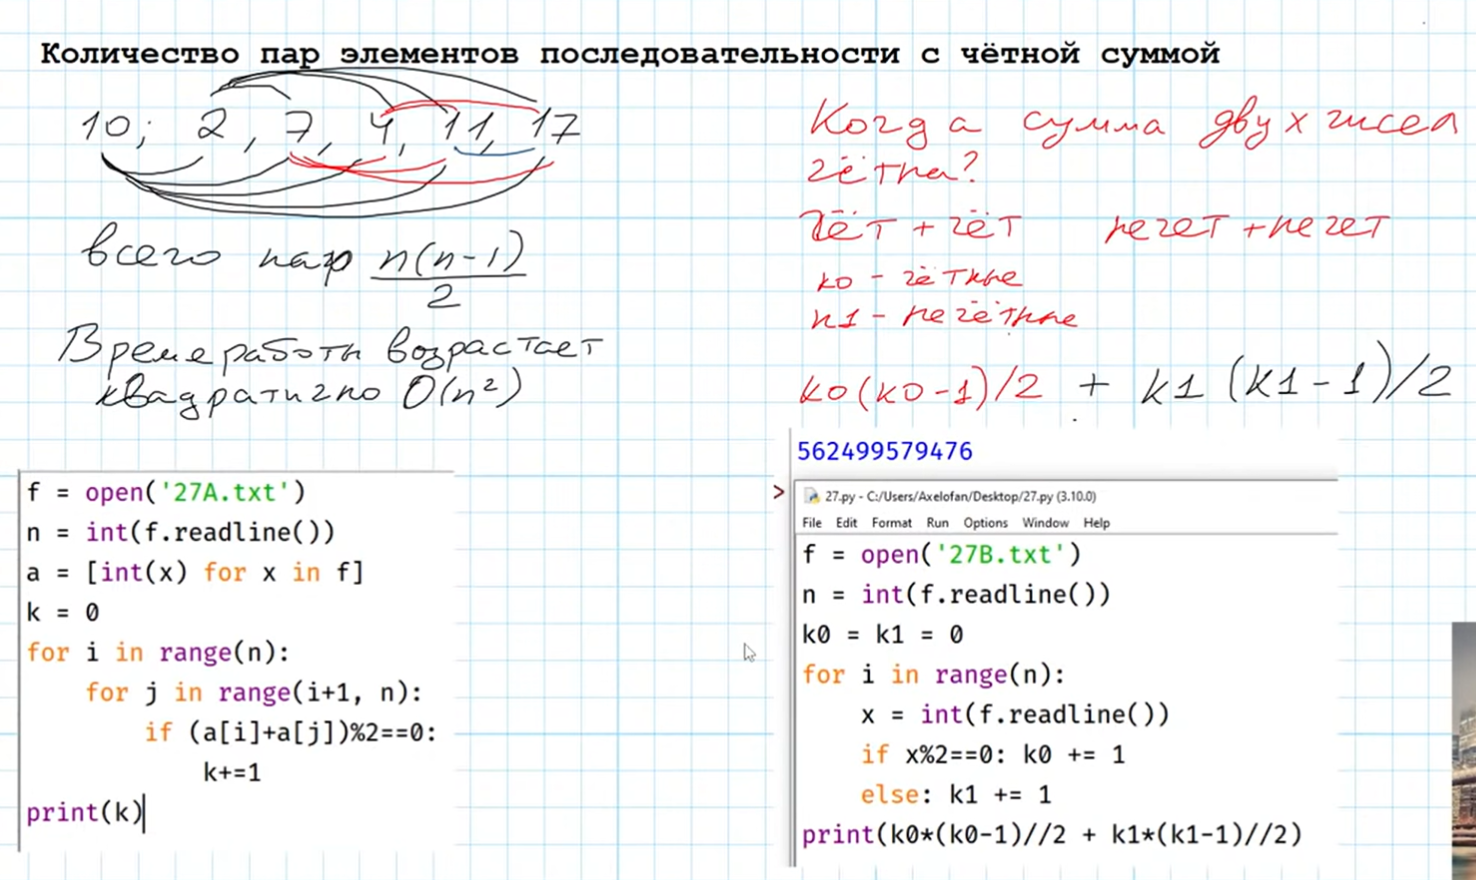 Количество пар элементов последовательности с чётной суммой
10; 2, 7, 4, 11, 17
всего пар n(n-1)
2
Время работы возрастает
квадратично O(n²)
Когда сумма двух чисел
чётна?
чёт + чёт нечет + нечет
k0 - чётные
k1 - нечётные
k0(k0-1)/2 + k1(k1-1)/2
f = open('27A.txt')
n = int(f.readline())
a = [int(x) for x in f]
k = 0
for i in range(n):
for j in range(i+1, n):
if (a[i]+a[j])%2==0:
k+=1
print(k)
562499579476
>
27.py - C:/Users/Axelofan/Desktop/27.py (3.10.0)
File Edit Format Run Options Window Help
f = open('27B.txt')
n = int(f.readline())
k0 = k1 = 0
for i in range(n):
x = int(f.readline())
if x%2==0: k0 += 1
else: k1 += 1
print(k0*(k0-1)//2 + k1*(k1-1)//2)